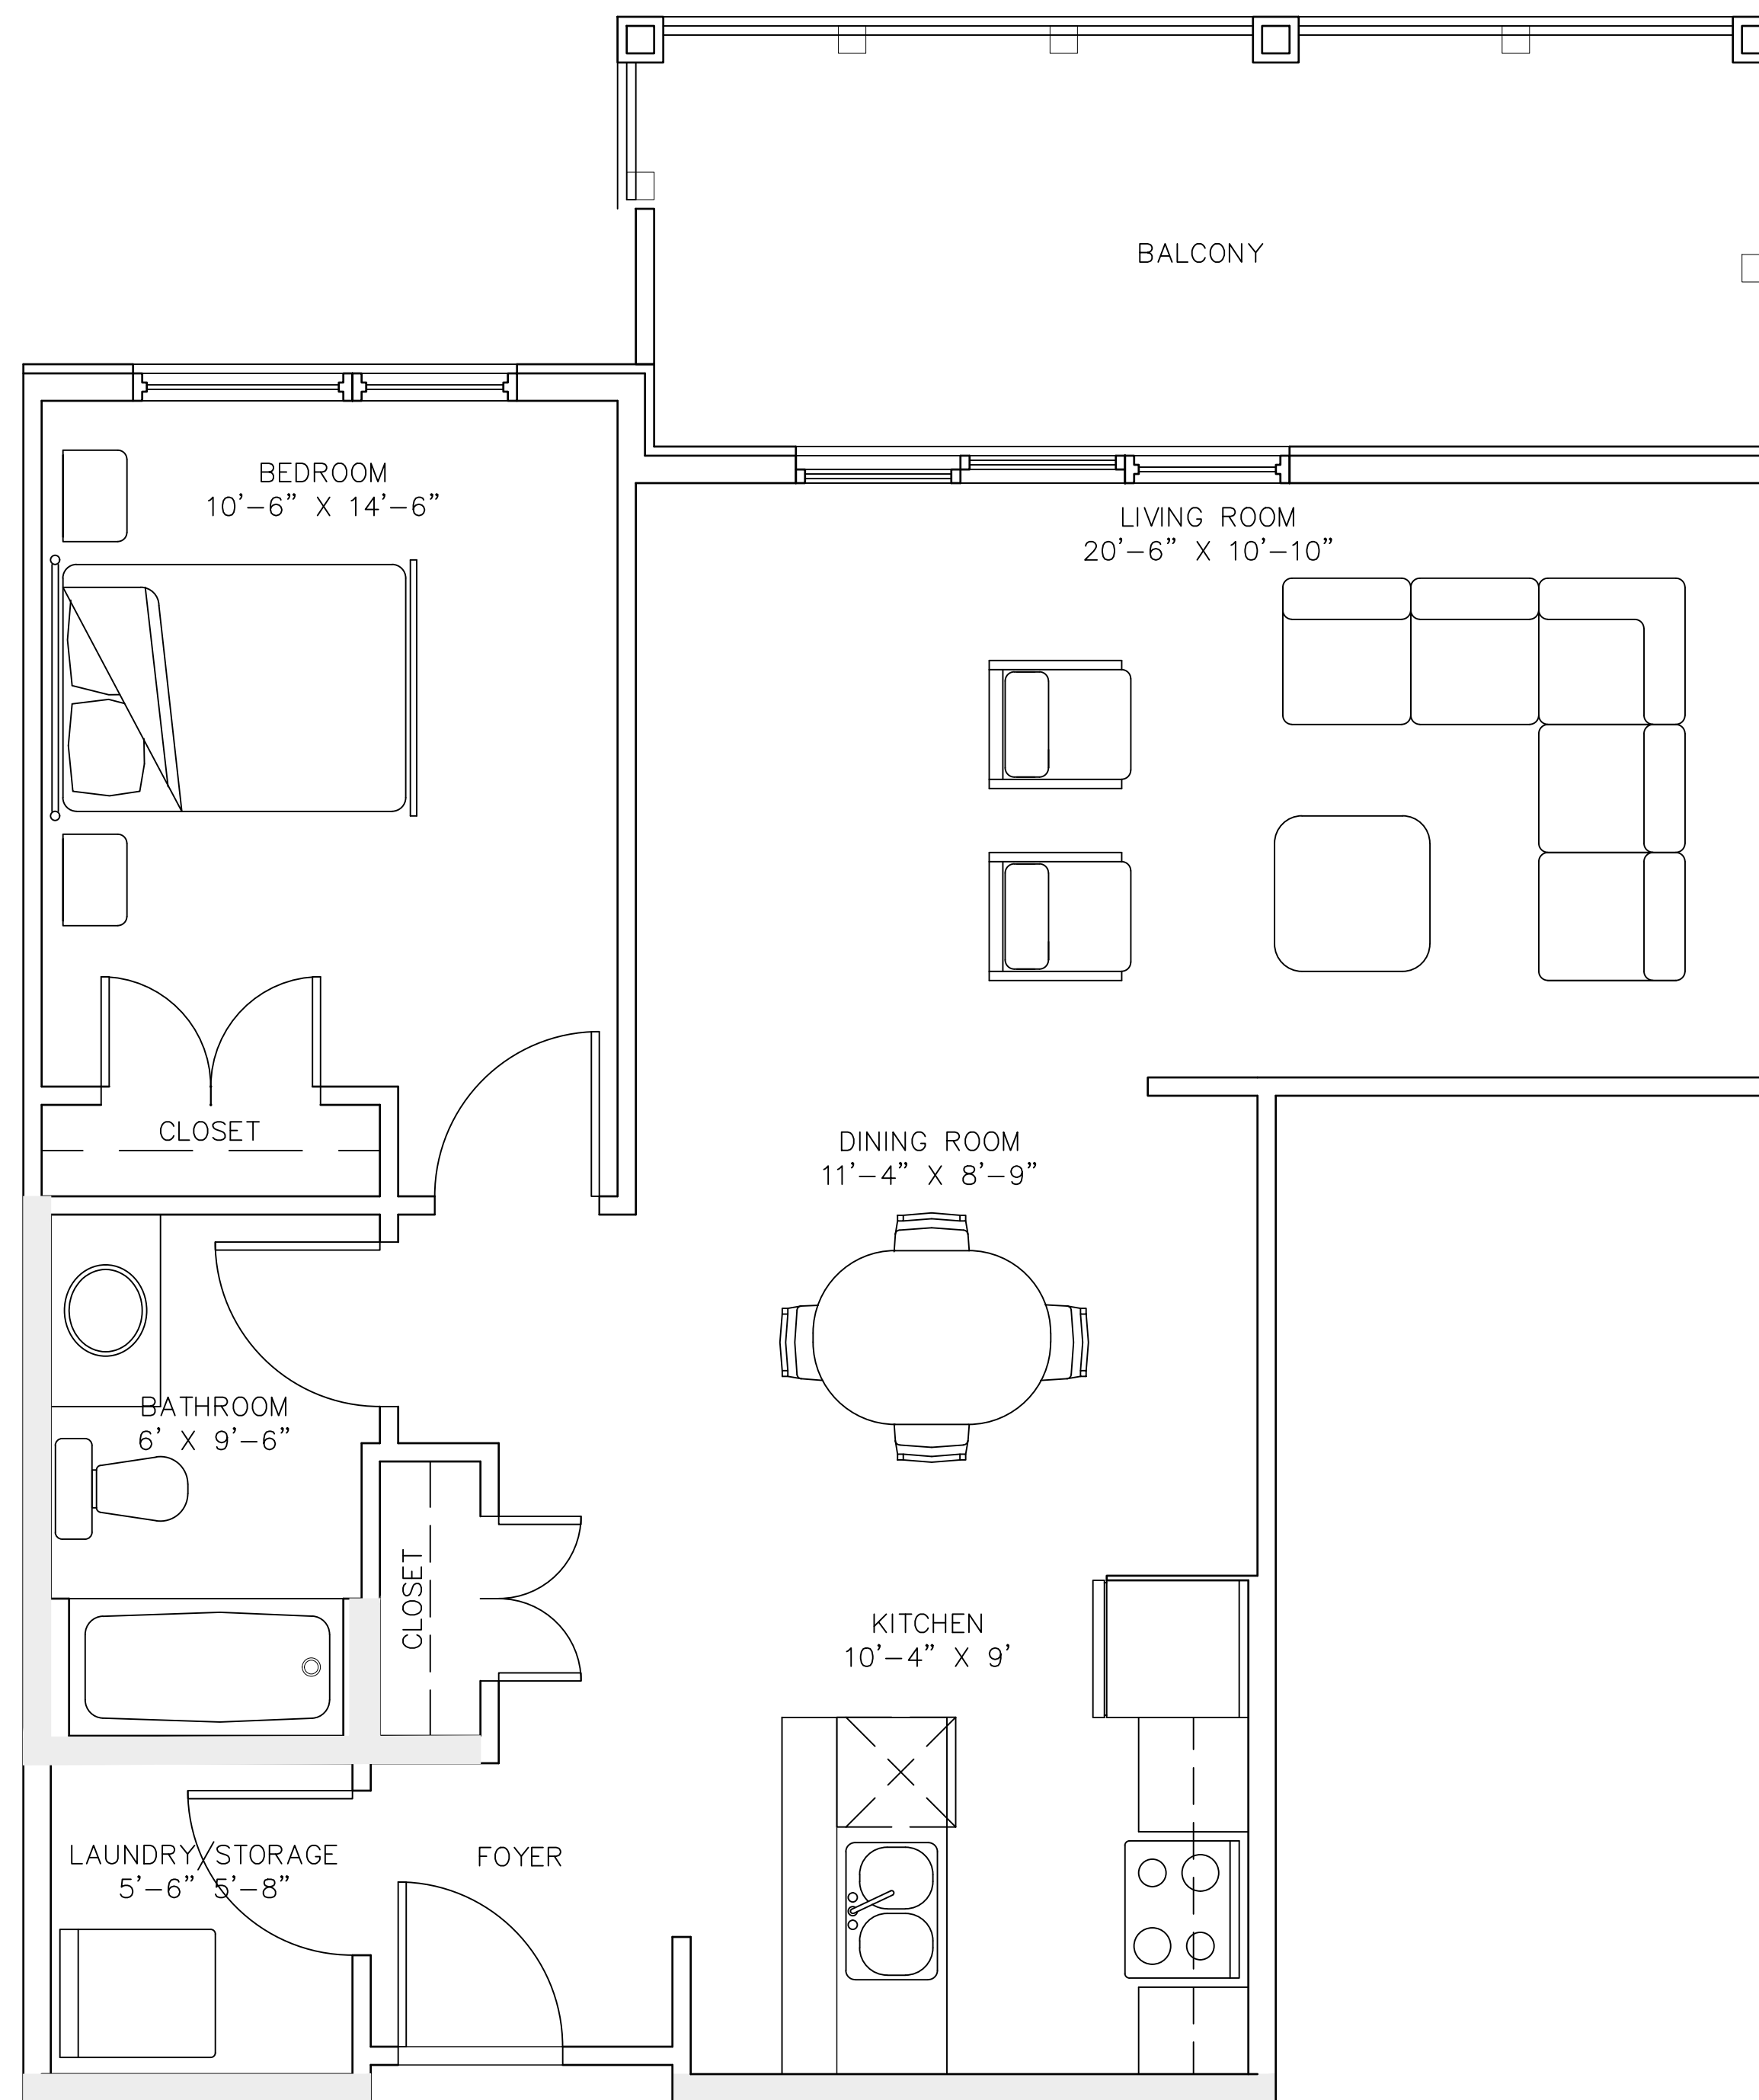 BALCONY
BEDROOM
10'-6" X 14'-6"
LIVING ROOM
20'-6" X 10'-10"
CLOSET
DINING ROOM
11'-4" X 8'-9"
BATHROOM
6' X 9'-6"
CLOSET
KITCHEN
10'-4" X 9'
LAUNDRY/STORAGE
5'-6" 5'-8"
FOYER